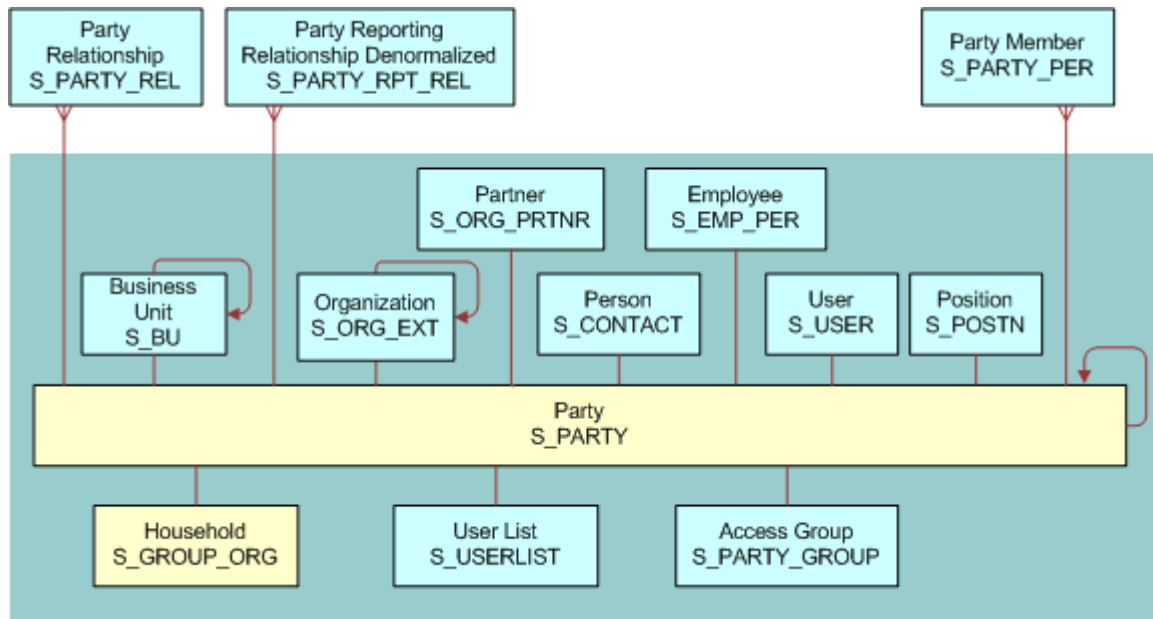 Party
Relationship
S_PARTY_REL
Party Reporting
Relationship Denormalized
S_PARTY_RPT_REL
Party Member
S_PARTY_PER
Partner
S_ORG_PRTNR
Employee
S_EMP_PER
Business
Unit
S_BU
Organization
S_ORG_EXT
Person
S_CONTACT
User
S_USER
Position
S_POSTN
Party
S_PARTY
Household
S_GROUP_ORG
User List
S_USERLIST
Access Group
S_PARTY_GROUP